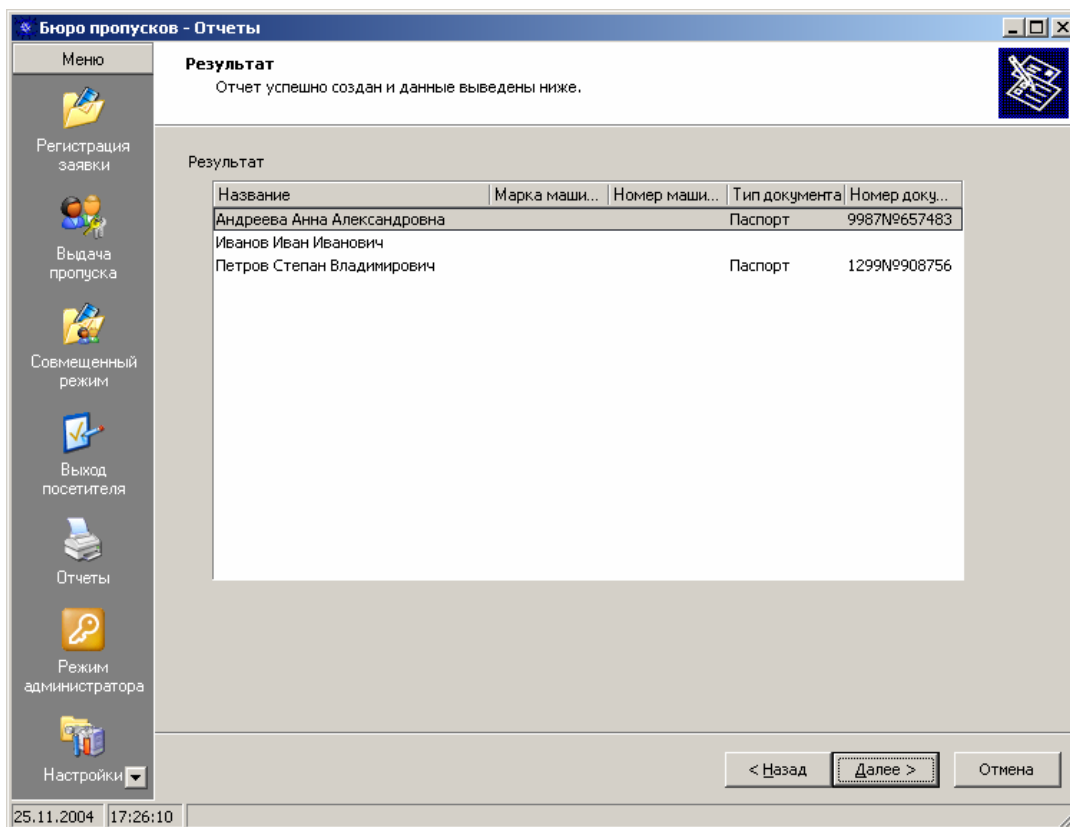 Бюро пропусков - Отчеты
Меню
Регистрация
заявки
Выдача
пропуска
Совмещенный
режим
Выход
посетителя
Отчеты
Режим
администратора
Настройки
Результат
Отчет успешно создан и данные выведены ниже.
Результат
Название Марка маши... Номер маши... Тип документа Номер доку...
Андреева Анна Александровна Паспорт 9987№657483
Иванов Иван Иванович
Петров Степан Владимирович Паспорт 1299№908756
< Назад Далее > Отмена
25.11.2004 17:26:10